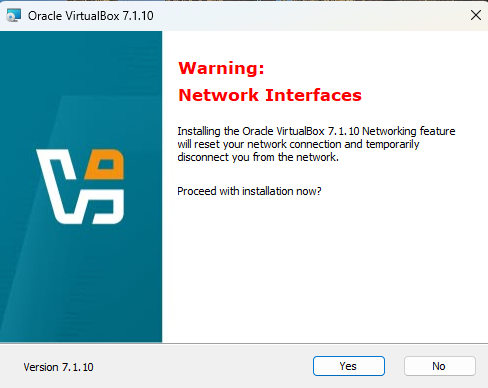 Oracle VirtualBox 7.1.10
Warning:
Network Interfaces
Installing the Oracle VirtualBox 7.1.10 Networking feature
will reset your network connection and temporarily
disconnect you from the network.
Proceed with installation now?
Version 7.1.10
Yes
No